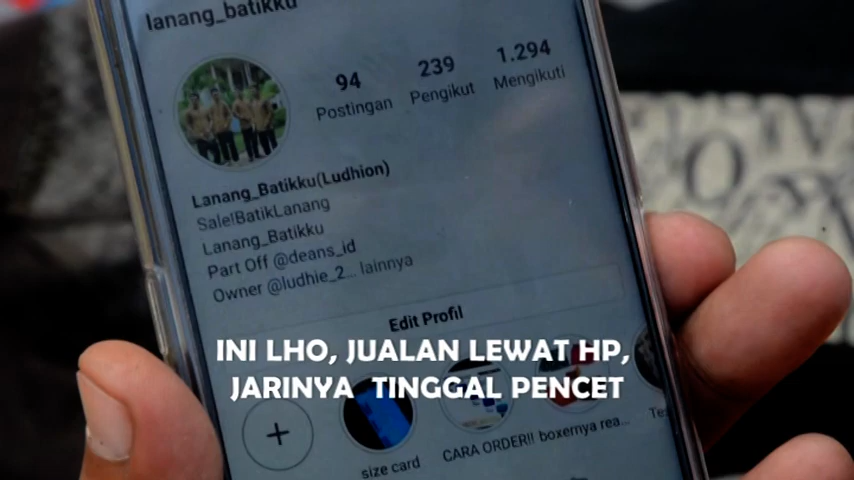 lanang_batikku
94
Postingan
239
Pengikut
1.294
Mengikuti
Lanang_Batikku(Ludhion)
Sale!BatikLanang
Lanang_Batikku
Part Off @deans_id
Owner @ludhie_2... lainnya
Edit Profil
INI LHO, JUALAN LEWAT HP,
JARINYA TINGGAL PENCET
size card
CARA ORDER!!
boxernya rea...